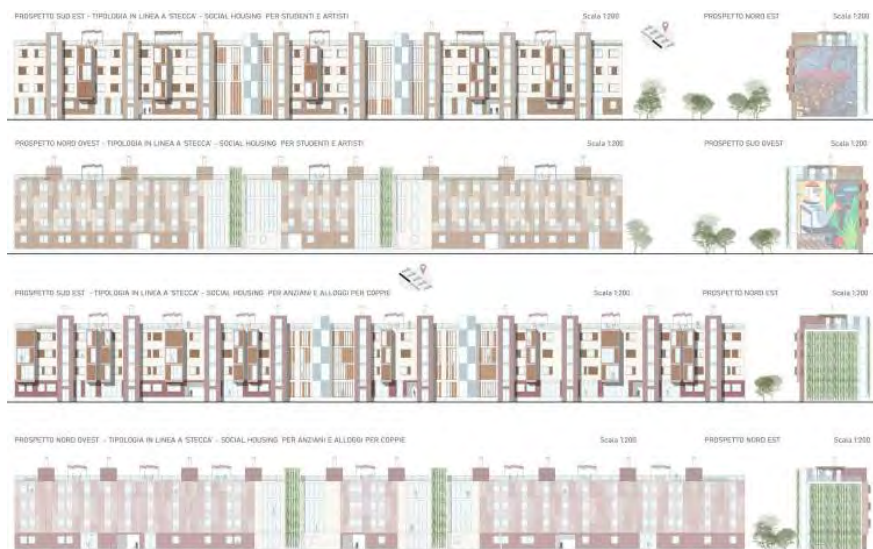 PROSPETTO SUD EST - TIPOLOGIA IN LINEA A 'STECCA' - SOCIAL HOUSING PER STUDENTI E ARTISTI Scala 1:200 PROSPETTO NORD EST Scala 1:200
PROSPETTO NORD OVEST - TIPOLOGIA IN LINEA A 'STECCA' - SOCIAL HOUSING PER STUDENTI E ARTISTI Scala 1:200 PROSPETTO SUD OVEST Scala 1:200
PROSPETTO SUD EST - TIPOLOGIA IN LINEA A 'STECCA' - SOCIAL HOUSING PER ANZIANI E ALLOGGI PER COPPIE Scala 1:200 PROSPETTO NORD EST Scala 1:200
PROSPETTO NORD OVEST - TIPOLOGIA IN LINEA A 'STECCA' - SOCIAL HOUSING PER ANZIANI E ALLOGGI PER COPPIE Scala 1:200 PROSPETTO NORD EST Scala 1:200